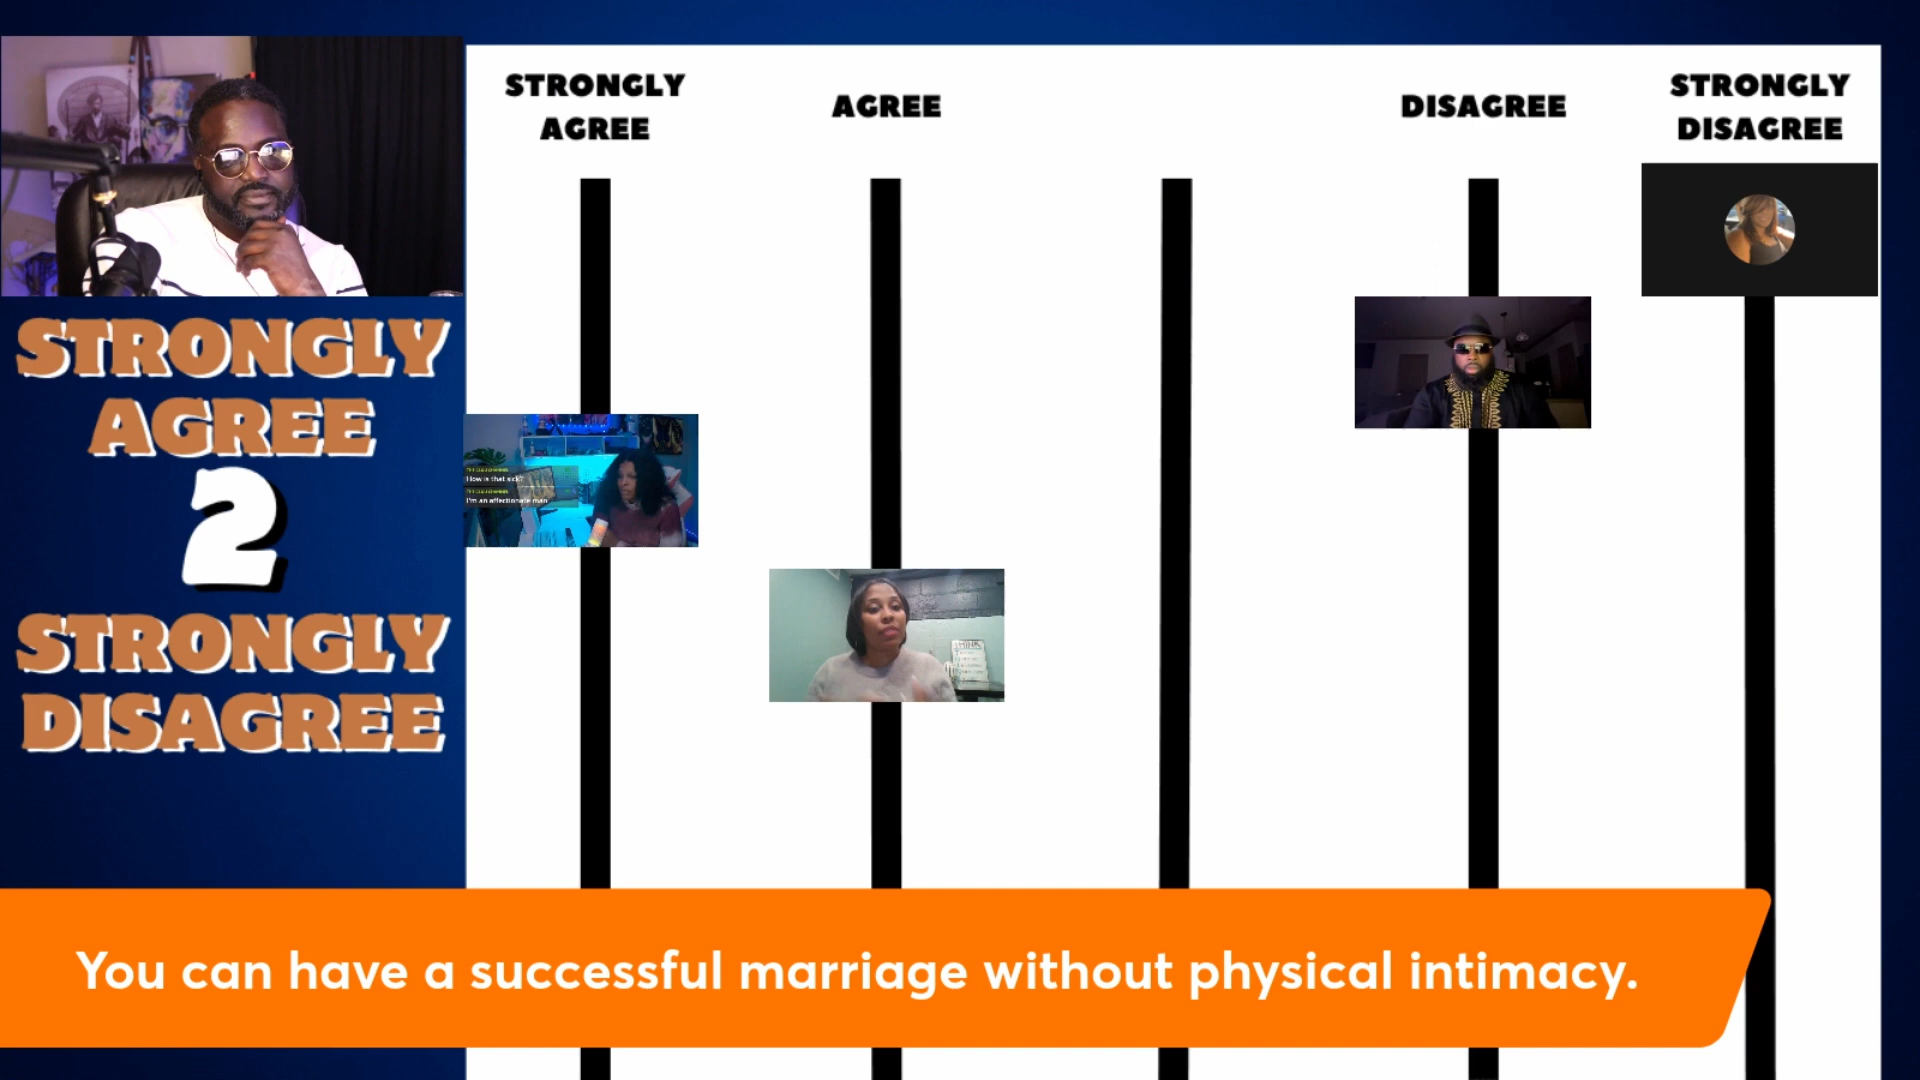 STRONGLY
AGREE
AGREE
DISAGREE
STRONGLY
DISAGREE
STRONGLY
AGREE
2
STRONGLY
DISAGREE
How is that sick?
I'm an affectionate man
THINK
You can have a successful marriage without physical intimacy.